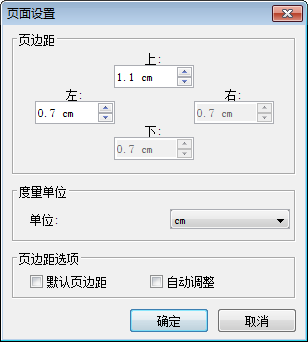 页面设置
页边距
上:
1.1 cm
左:
右:
0.7 cm
0.7 cm
下:
0.7 cm
度量单位
单位:
cm
页边距选项
默认页边距
自动调整
确定
取消